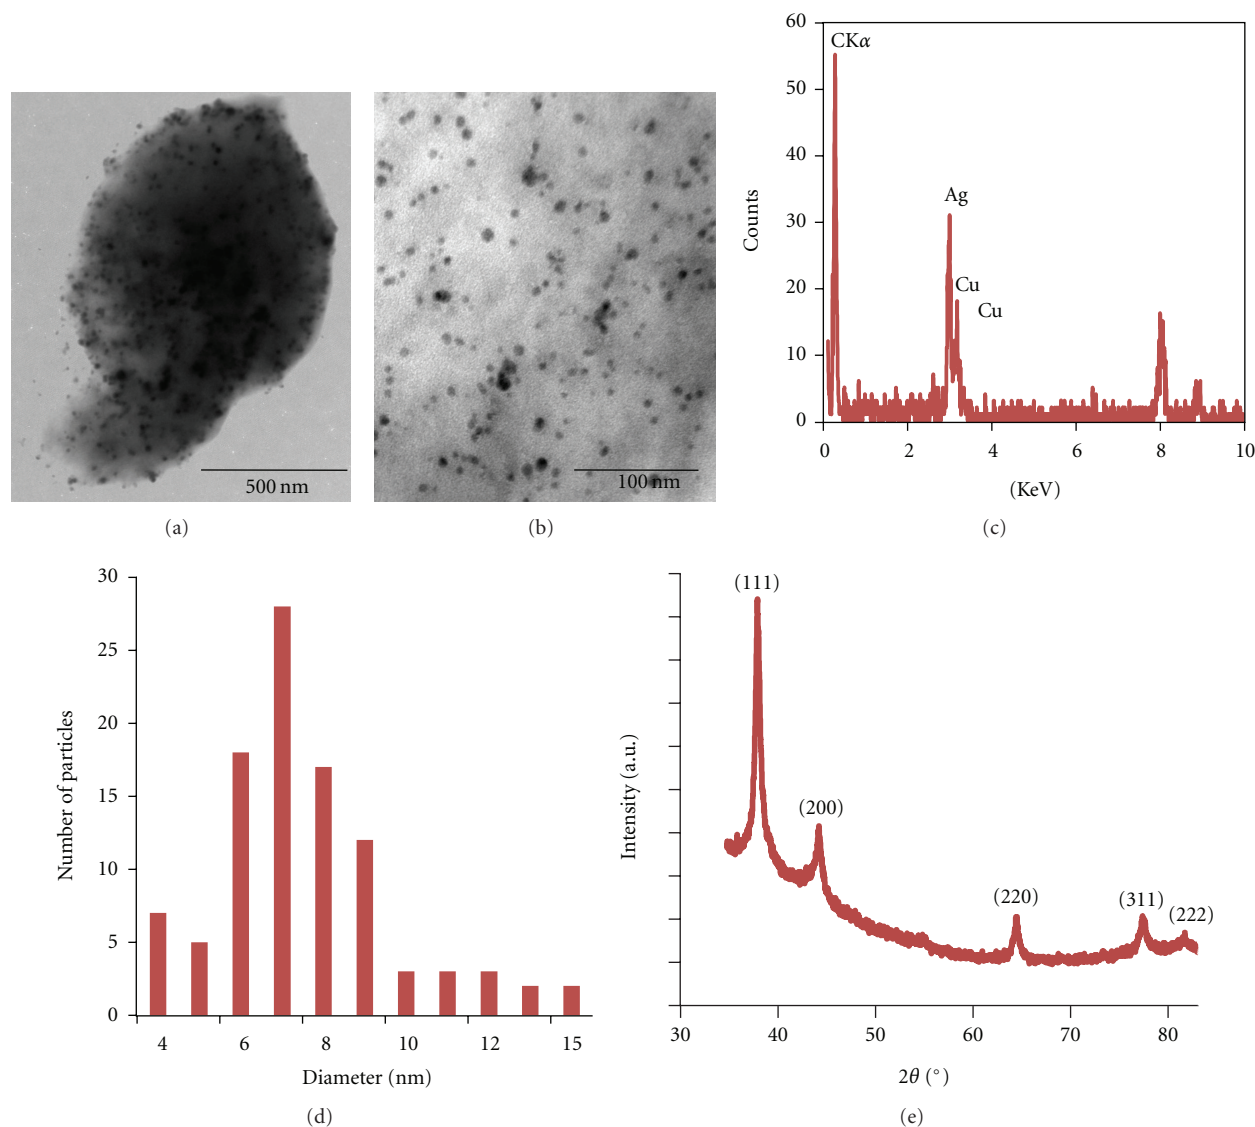 500 nm
(a)
100 nm
(b)
60
50
40
30
20
10
0
Counts
CKα
Ag
Cu
Cu
0 2 4 6 8 10
(KeV)
(c)
30
25
20
15
10
5
0
Number of particles
4 6 8 10 12 15
Diameter (nm)
(d)
Intensity (a.u.)
(111)
(200)
(220)
(311)
(222)
30 40 50 60 70 80
2θ (°)
(e)